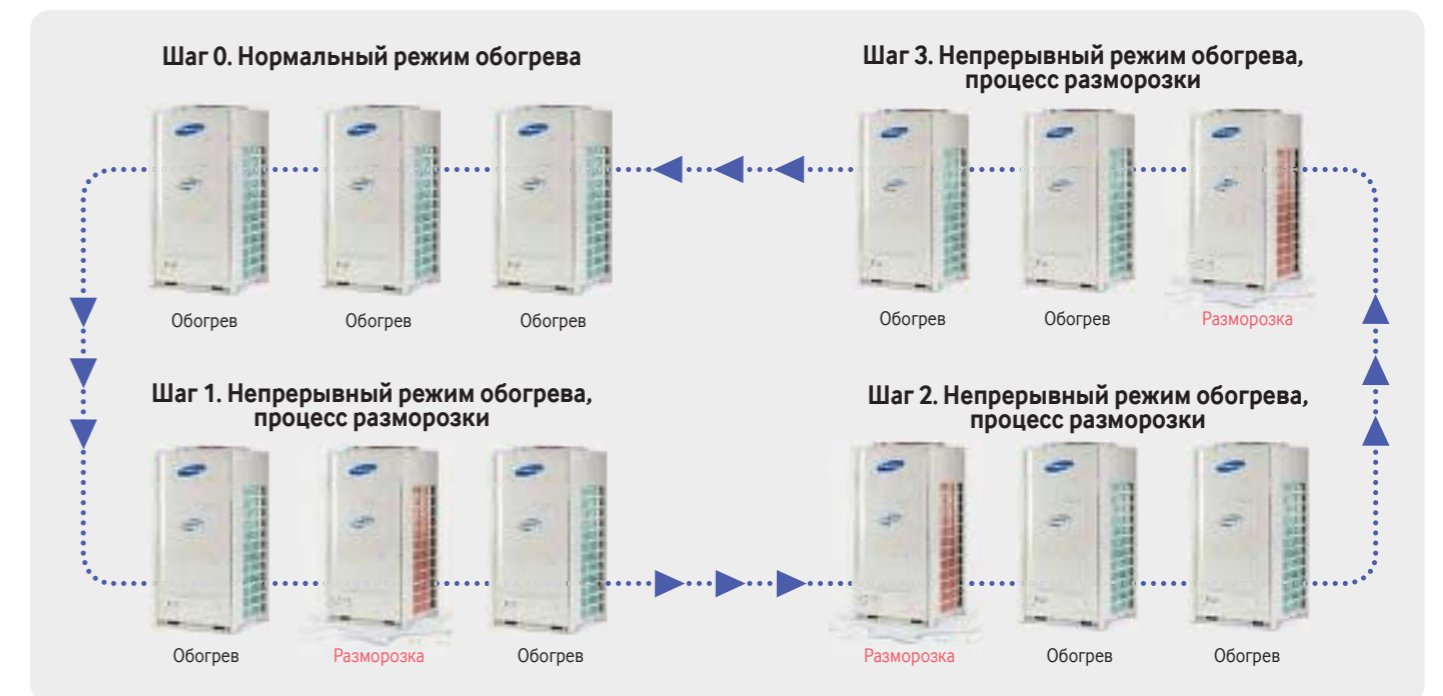 Шаг 0. Нормальный режим обогрева
Обогрев
Обогрев
Обогрев
Шаг 3. Непрерывный режим обогрева,
процесс разморозки
Обогрев
Обогрев
Разморозка
Шаг 1. Непрерывный режим обогрева,
процесс разморозки
Обогрев
Разморозка
Обогрев
Шаг 2. Непрерывный режим обогрева,
процесс разморозки
Разморозка
Обогрев
Обогрев